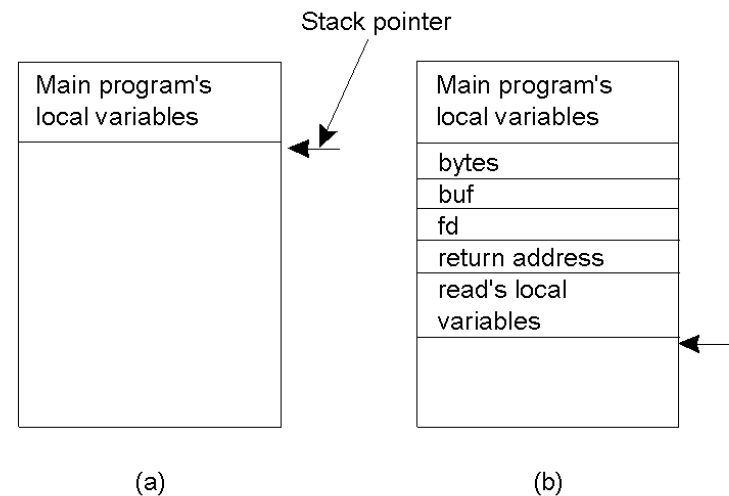 Stack pointer
Main program's
local variables
(a)
Main program's
local variables
bytes
buf
fd
return address
read's local
variables
(b)